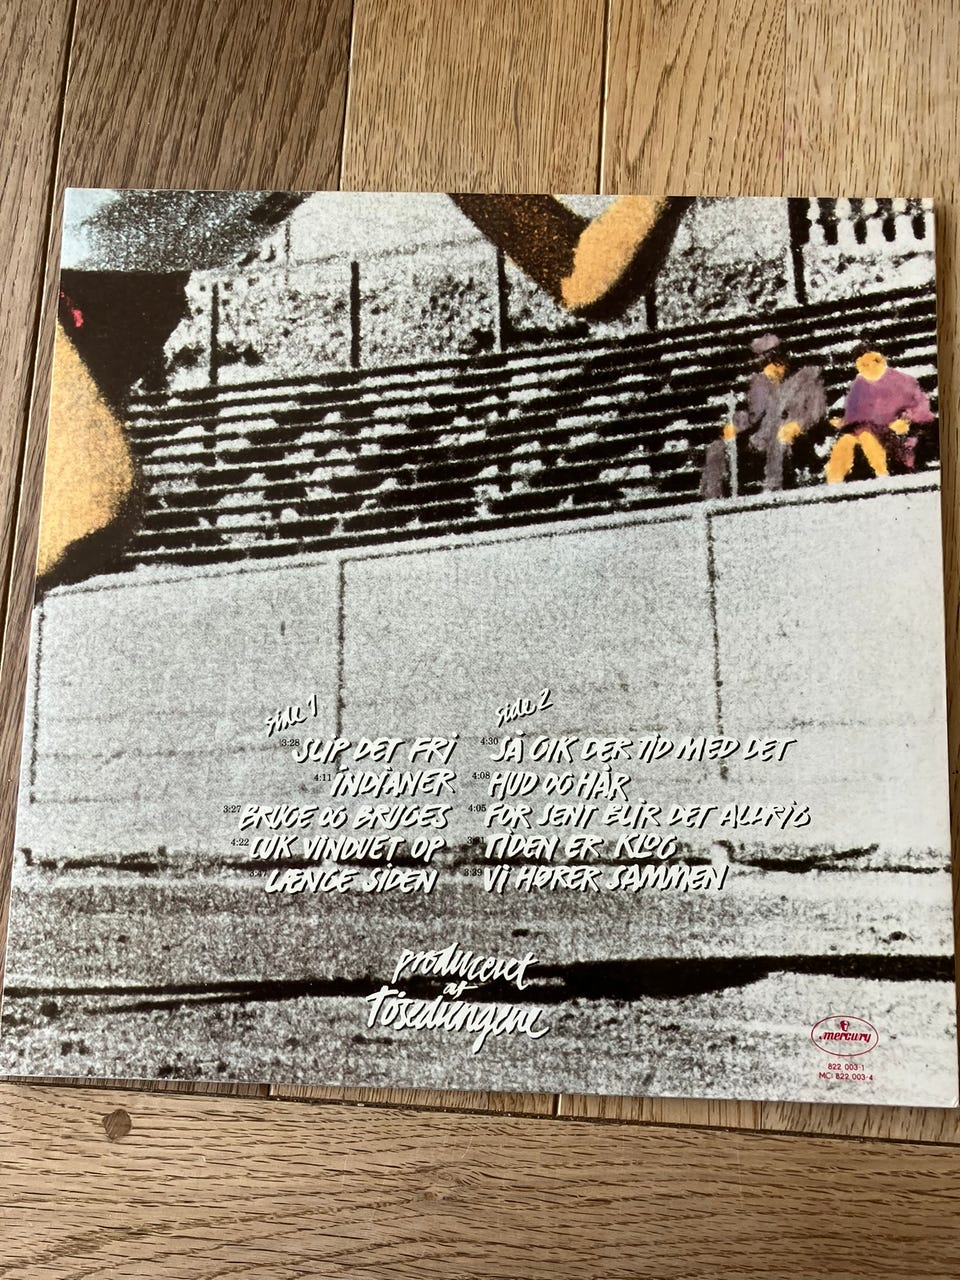 side 1
3:28 SLIP DET FRI
4:11 INDIANER
3:27 BRUGE OG BRUGES
4:22 LUK VINDUET OP
LÆNGE SIDEN
side 2
4:30 SÅ GIK DER TID MED DET
4:08 HUD OG HÅR
4:05 FOR SENT BLIR DET ALDRIG
TIDEN ER KLOG
3:39 VI HØRER SAMMEN
produceret
af
Tøsedrengene
mercury
822 003-1
MC: 822 003-4